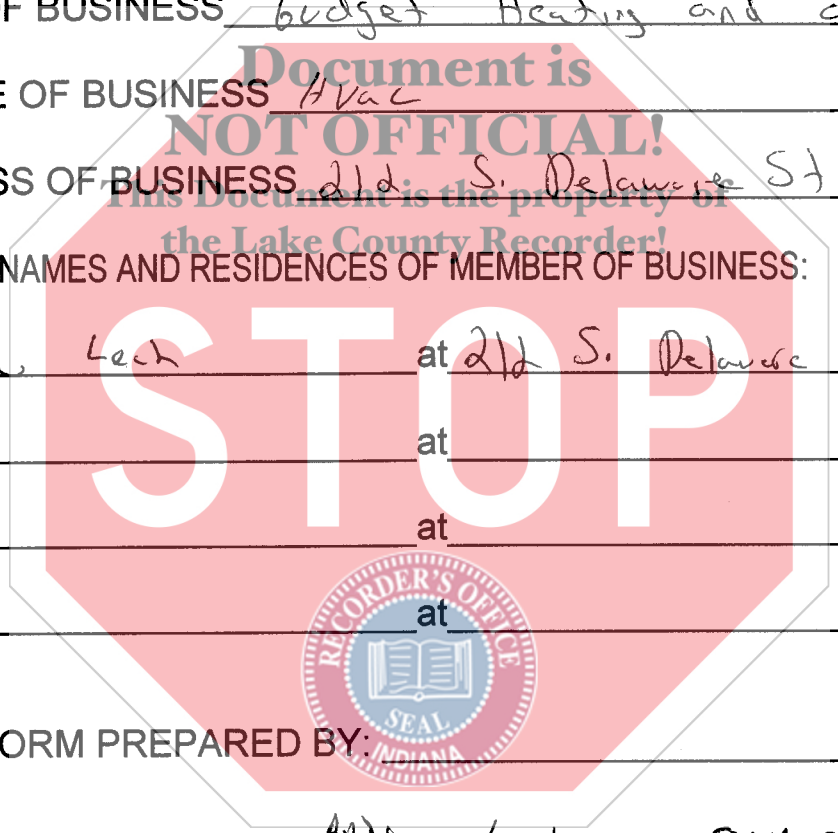 F BUSINESS budget Heating and
Document is
E OF BUSINESS Hvac
NOT OFFICIAL!
SS OF BUSINESS 212 S. Delaware St
This Document is the property of
the Lake County Recorder!
NAMES AND RESIDENCES OF MEMBER OF BUSINESS:
Lech at 212 S. Delaware
STOP
at
at
at
RECORDER'S OFFICE
SEAL
INDIANA
ORM PREPARED BY: